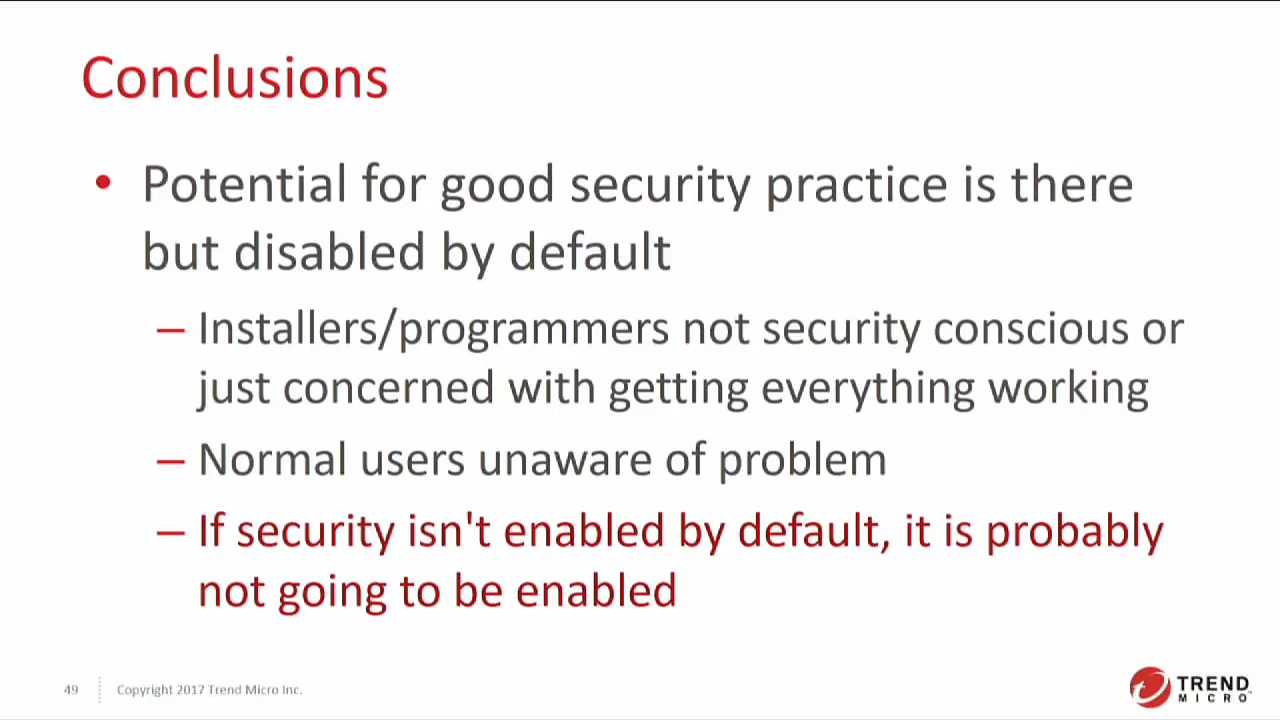 Conclusions
• Potential for good security practice is there
but disabled by default
– Installers/programmers not security conscious or
just concerned with getting everything working
– Normal users unaware of problem
– If security isn't enabled by default, it is probably
not going to be enabled
49
Copyright 2017 Trend Micro Inc.
TREND
MICRO™